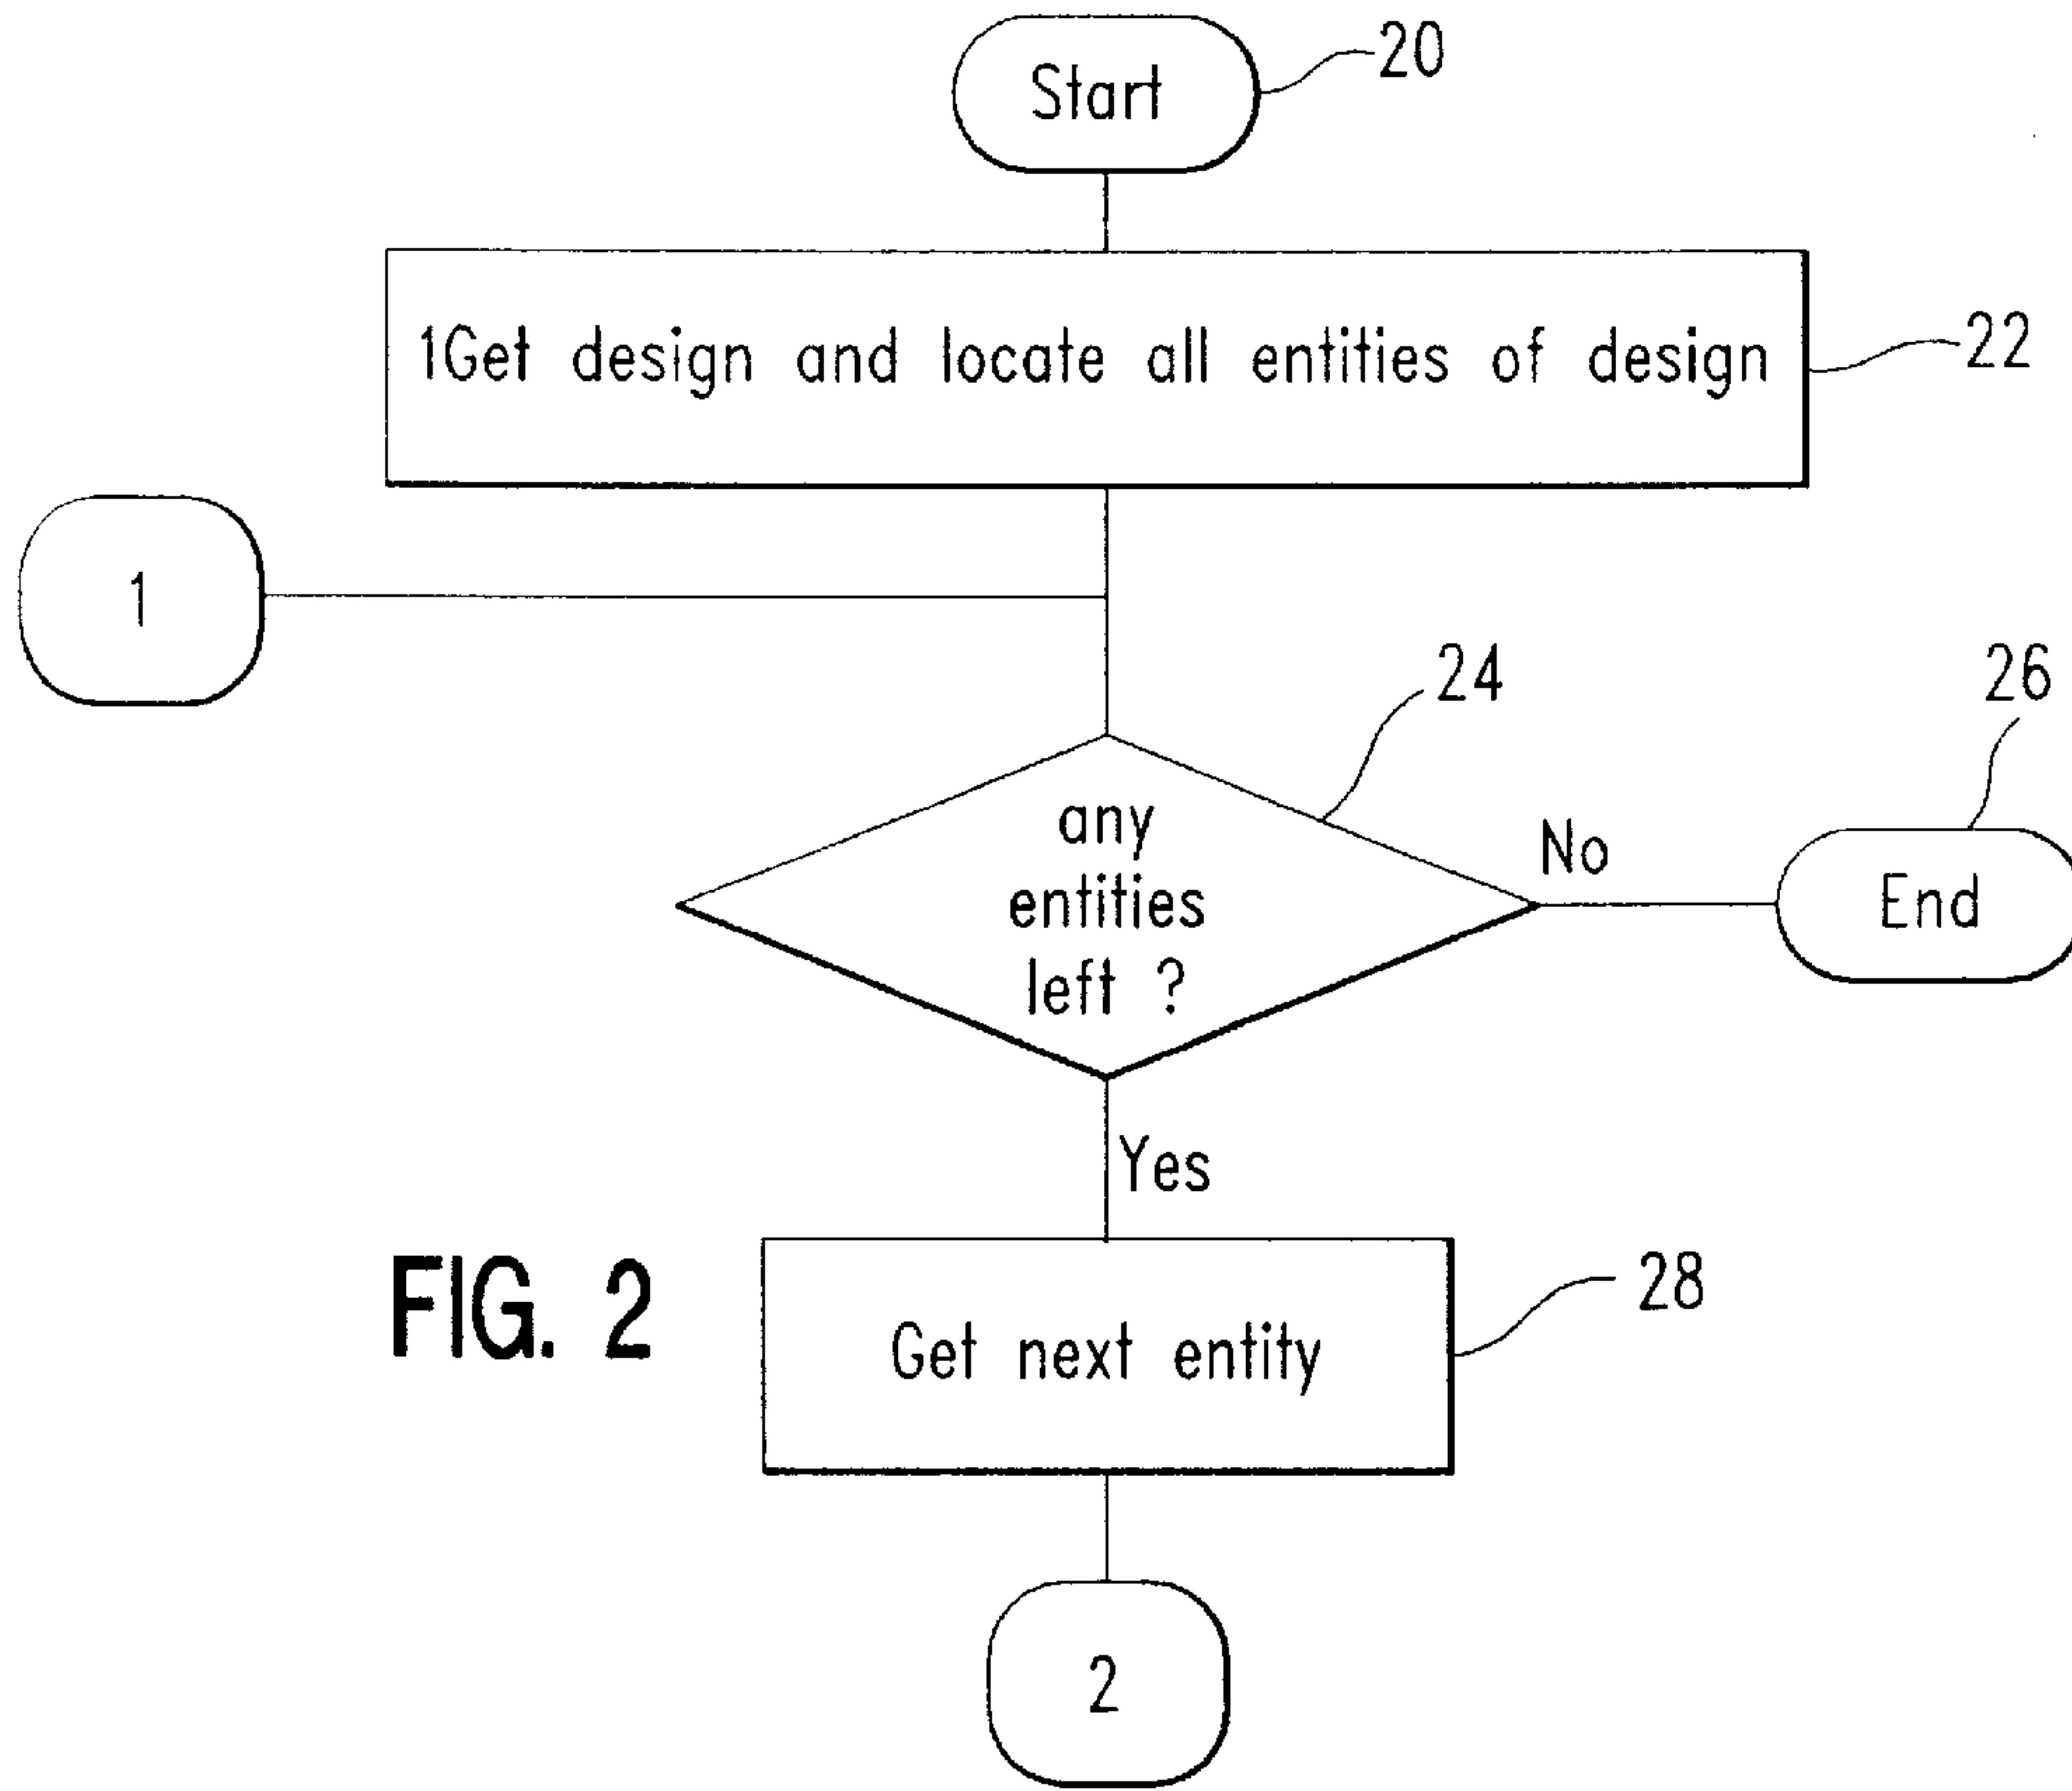 Start
20
1Get design and locate all entities of design
22
1
24
26
any
entities
left ?
No
End
Yes
FIG. 2
28
Get next entity
2